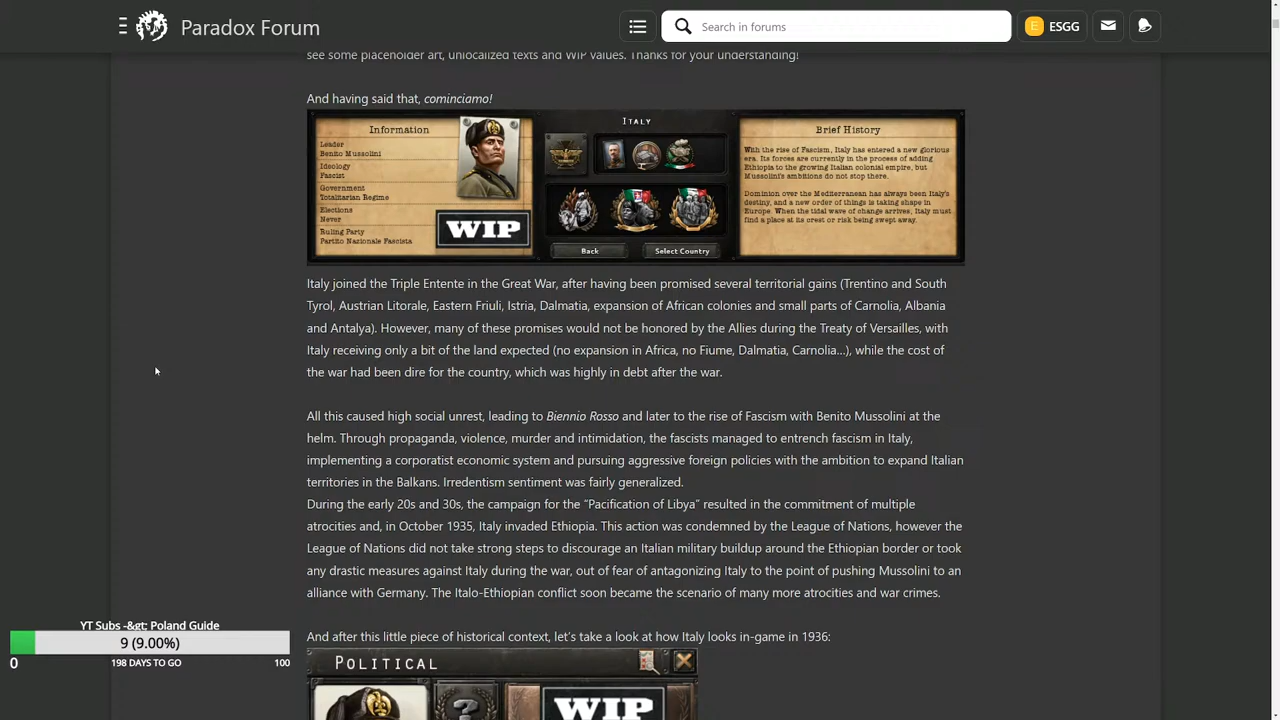 Paradox Forum
Search in forums
E
ESGG
see some placeholder art, unlocalized texts and WIP values. Thanks for your understanding!
And having said that, cominciamo!
Information
Leader
Benito Mussolini
Ideology
Fascist
Government
Totalitarian Regime
Elections
Never
Ruling Party
Partito Nazionale Fascista
WIP
ITALY
Back
Select Country
Brief History
With the rise of Fascism, Italy has entered a new glorious
era. Its forces are currently in the process of adding
Ethiopia to the growing Italian colonial empire, but
Mussolini's ambitions do not stop there.
Dominion over the Mediterranean has always been Italy's
destiny, and a new order of things is taking shape in
Europe. When the tidal wave of change arrives, Italy must
find a place at its crest or risk being swept away.
Italy joined the Triple Entente in the Great War, after having been promised several territorial gains (Trentino and South
Tyrol, Austrian Litorale, Eastern Friuli, Istria, Dalmatia, expansion of African colonies and small parts of Carnolia, Albania
and Antalya). However, many of these promises would not be honored by the Allies during the Treaty of Versailles, with
Italy receiving only a bit of the land expected (no expansion in Africa, no Fiume, Dalmatia, Carnolia...), while the cost of
the war had been dire for the country, which was highly in debt after the war.
All this caused high social unrest, leading to Biennio Rosso and later to the rise of Fascism with Benito Mussolini at the
helm. Through propaganda, violence, murder and intimidation, the fascists managed to entrench fascism in Italy,
implementing a corporatist economic system and pursuing aggressive foreign policies with the ambition to expand Italian
territories in the Balkans. Irredentism sentiment was fairly generalized.
During the early 20s and 30s, the campaign for the “Pacification of Libya” resulted in the commitment of multiple
atrocities and, in October 1935, Italy invaded Ethiopia. This action was condemned by the League of Nations, however the
League of Nations did not take strong steps to discourage an Italian military buildup around the Ethiopian border or took
any drastic measures against Italy during the war, out of fear of antagonizing Italy to the point of pushing Mussolini to an
alliance with Germany. The Italo-Ethiopian conflict soon became the scenario of many more atrocities and war crimes.
And after this little piece of historical context, let’s take a look at how Italy looks in-game in 1936:
POLITICAL
?
WIP
YT Subs -&gt; Poland Guide
9 (9.00%)
0
198 DAYS TO GO
100